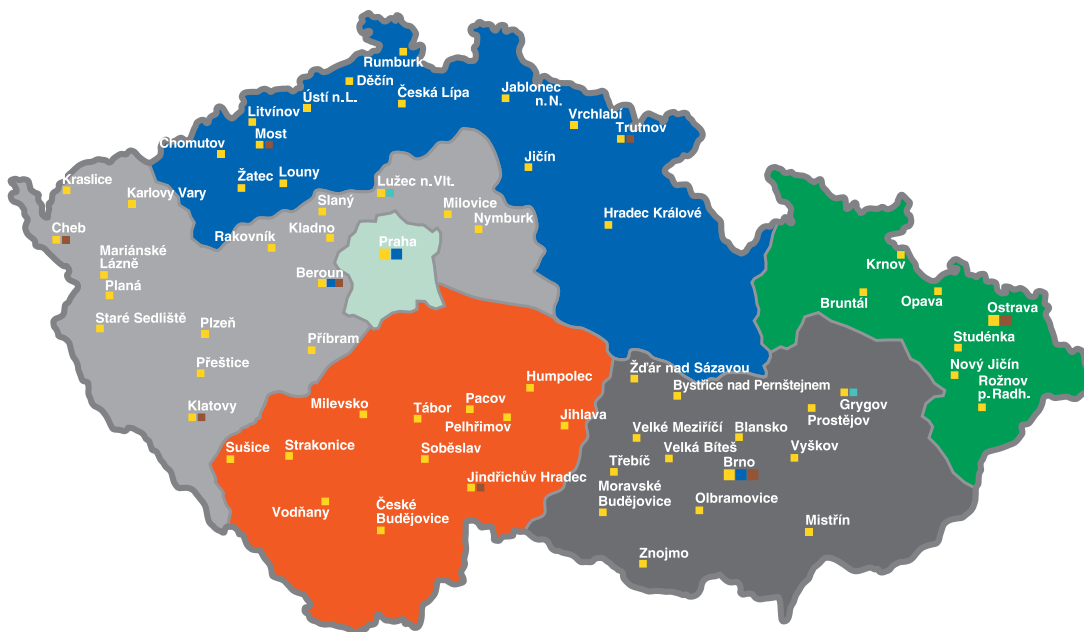 Rumburk
Děčín
Ústí n.L.
Česká Lípa
Jablonec
n.N.
Litvínov
Vrchlabí
Most
Trutnov
Chomutov
Jičín
Žatec
Louny
Hradec Králové
Kraslice
Karlovy Vary
Cheb
Mariánské
Lázně
Planá
Staré Sedliště
Plzeň
Přeštice
Klatovy
Lužec n.Vlt.
Slaný
Milovice
Nymburk
Kladno
Rakovník
Beroun
Příbram
Praha
Humpolec
Milevsko
Tábor
Pacov
Pelhřimov
Jihlava
Sušice
Strakonice
Soběslav
Jindřichův Hradec
Vodňany
České
Budějovice
Žďár nad Sázavou
Bystřice nad Pernštejnem
Grygov
Prostějov
Velké Meziříčí
Blansko
Velká Bíteš
Vyškov
Třebíč
Brno
Moravské
Budějovice
Olbramovice
Mistřín
Znojmo
Krnov
Bruntál
Opava
Ostrava
Studénka
Nový Jičín
Rožnov
p.Radh.